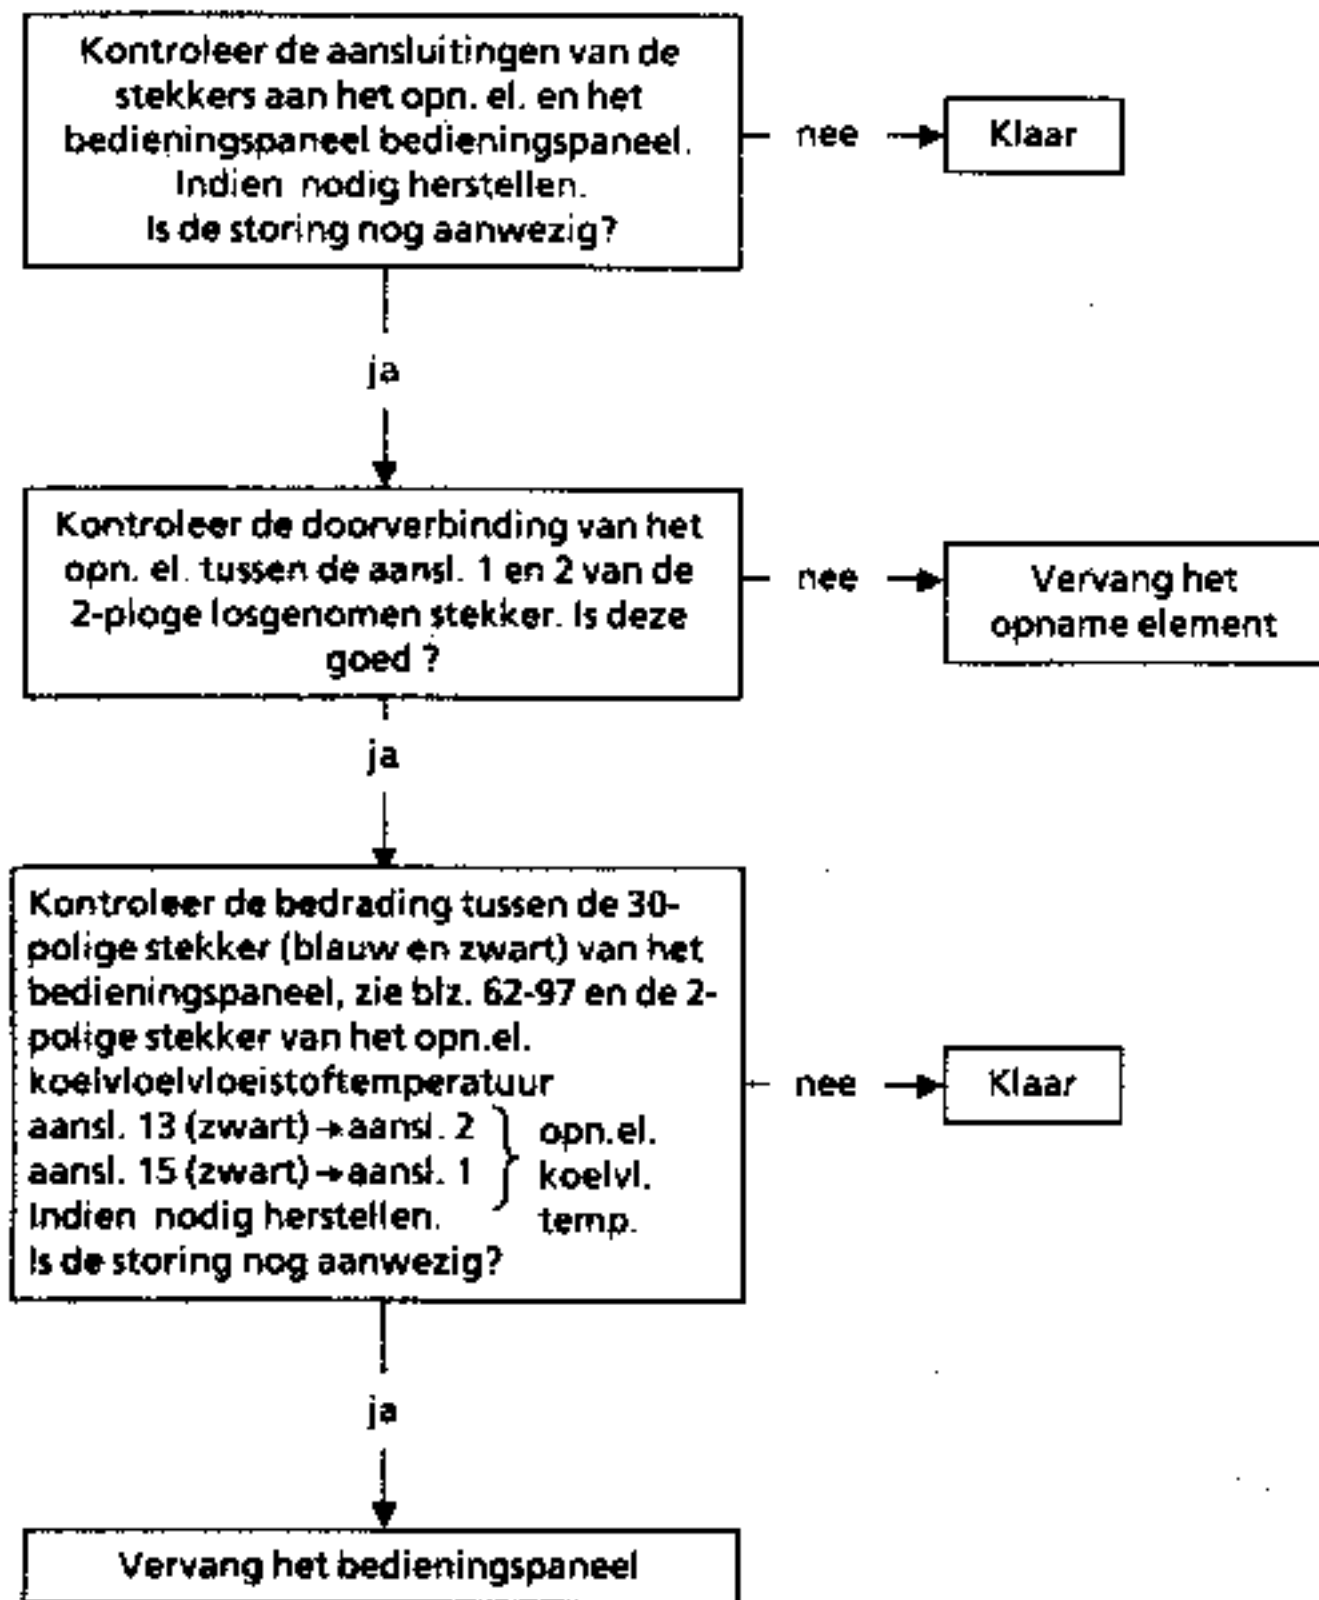 Kontroleer de aansluitingen van de
stekkers aan het opn. el. en het
bedieningspaneel bedieningspaneel.
Indien nodig herstellen.
Is de storing nog aanwezig?
nee
Klaar
ja
Kontroleer de doorverbinding van het
opn. el. tussen de aansl. 1 en 2 van de
2-ploge losgenomen stekker. Is deze
goed ?
nee
Vervang het
opname element
ja
Kontroleer de bedrading tussen de 30-
polige stekker (blauw en zwart) van het
bedieningspaneel, zie blz. 62-97 en de 2-
polige stekker van het opn.el.
koelvloelvloeistoftemperatuur
aansl. 13 (zwart) → aansl. 2
aansl. 15 (zwart) → aansl. 1
opn.el.
koelvl.
temp.
Indien nodig herstellen.
Is de storing nog aanwezig?
nee
Klaar
ja
Vervang het bedieningspaneel